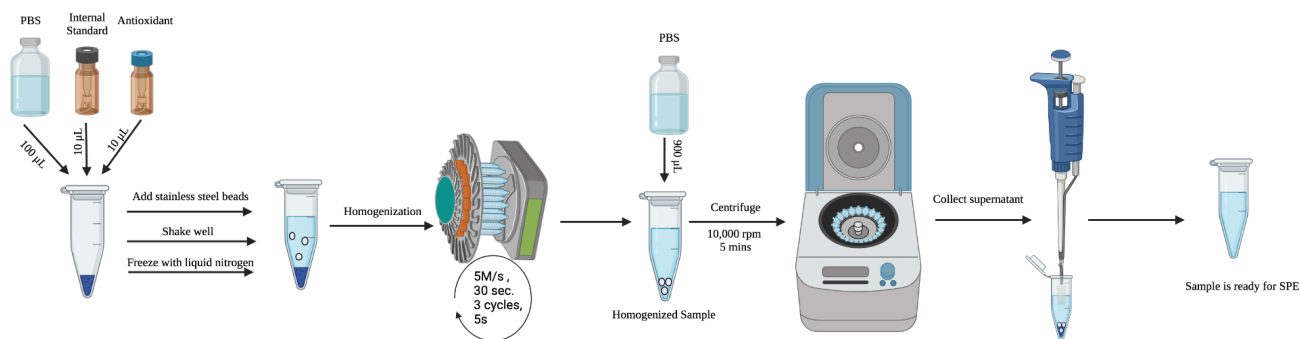 PBS
Internal
Standard
Antioxidant
100 µL
10 µL
10 µL
Add stainless steel beads
Shake well
Freeze with liquid nitrogen
Homogenization
5M/s ,
30 sec.
3 cycles,
5s
PBS
900 µL
Homogenized Sample
Centrifuge
10,000 rpm
5 mins
Collect supernatant
Sample is ready for SPE